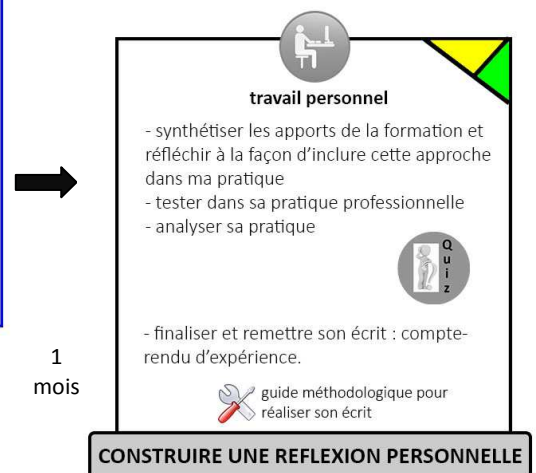 travail personnel
- synthétiser les apports de la formation et
réfléchir à la façon d'inclure cette approche
dans ma pratique
- tester dans sa pratique professionnelle
- analyser sa pratique
Quiz
- finaliser et remettre son écrit : compte-
rendu d'expérience.
1
mois
guide méthodologique pour
réaliser son écrit
CONSTRUIRE UNE REFLEXION PERSONNELLE